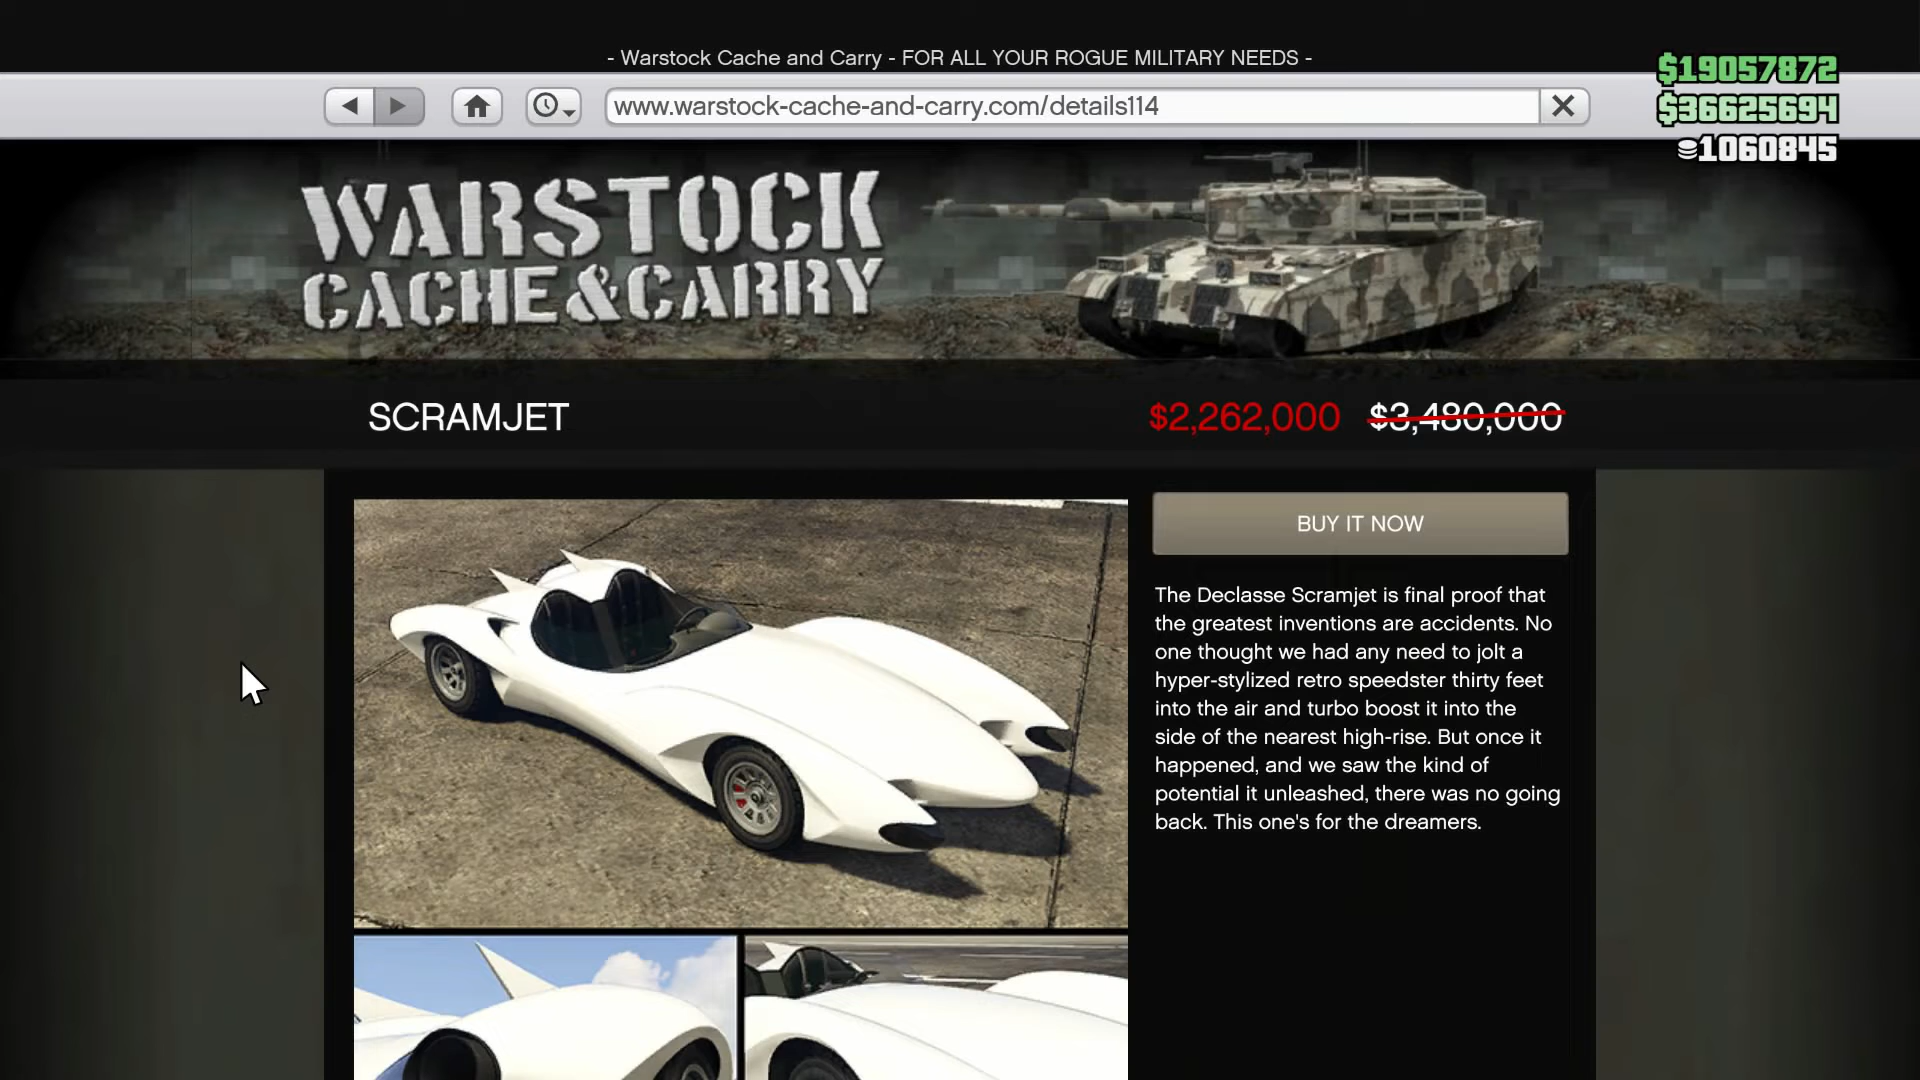 - Warstock Cache and Carry - FOR ALL YOUR ROGUE MILITARY NEEDS -
$19057872
www.warstock-cache-and-carry.com/details114
$36625694
1060845
WARSTOCK
CACHE & CARRY
SCRAMJET
$2,262,000 $3,480,000
BUY IT NOW
The Declasse Scramjet is final proof that
the greatest inventions are accidents. No
one thought we had any need to jolt a
hyper-stylized retro speedster thirty feet
into the air and turbo boost it into the
side of the nearest high-rise. But once it
happened, and we saw the kind of
potential it unleashed, there was no going
back. This one's for the dreamers.